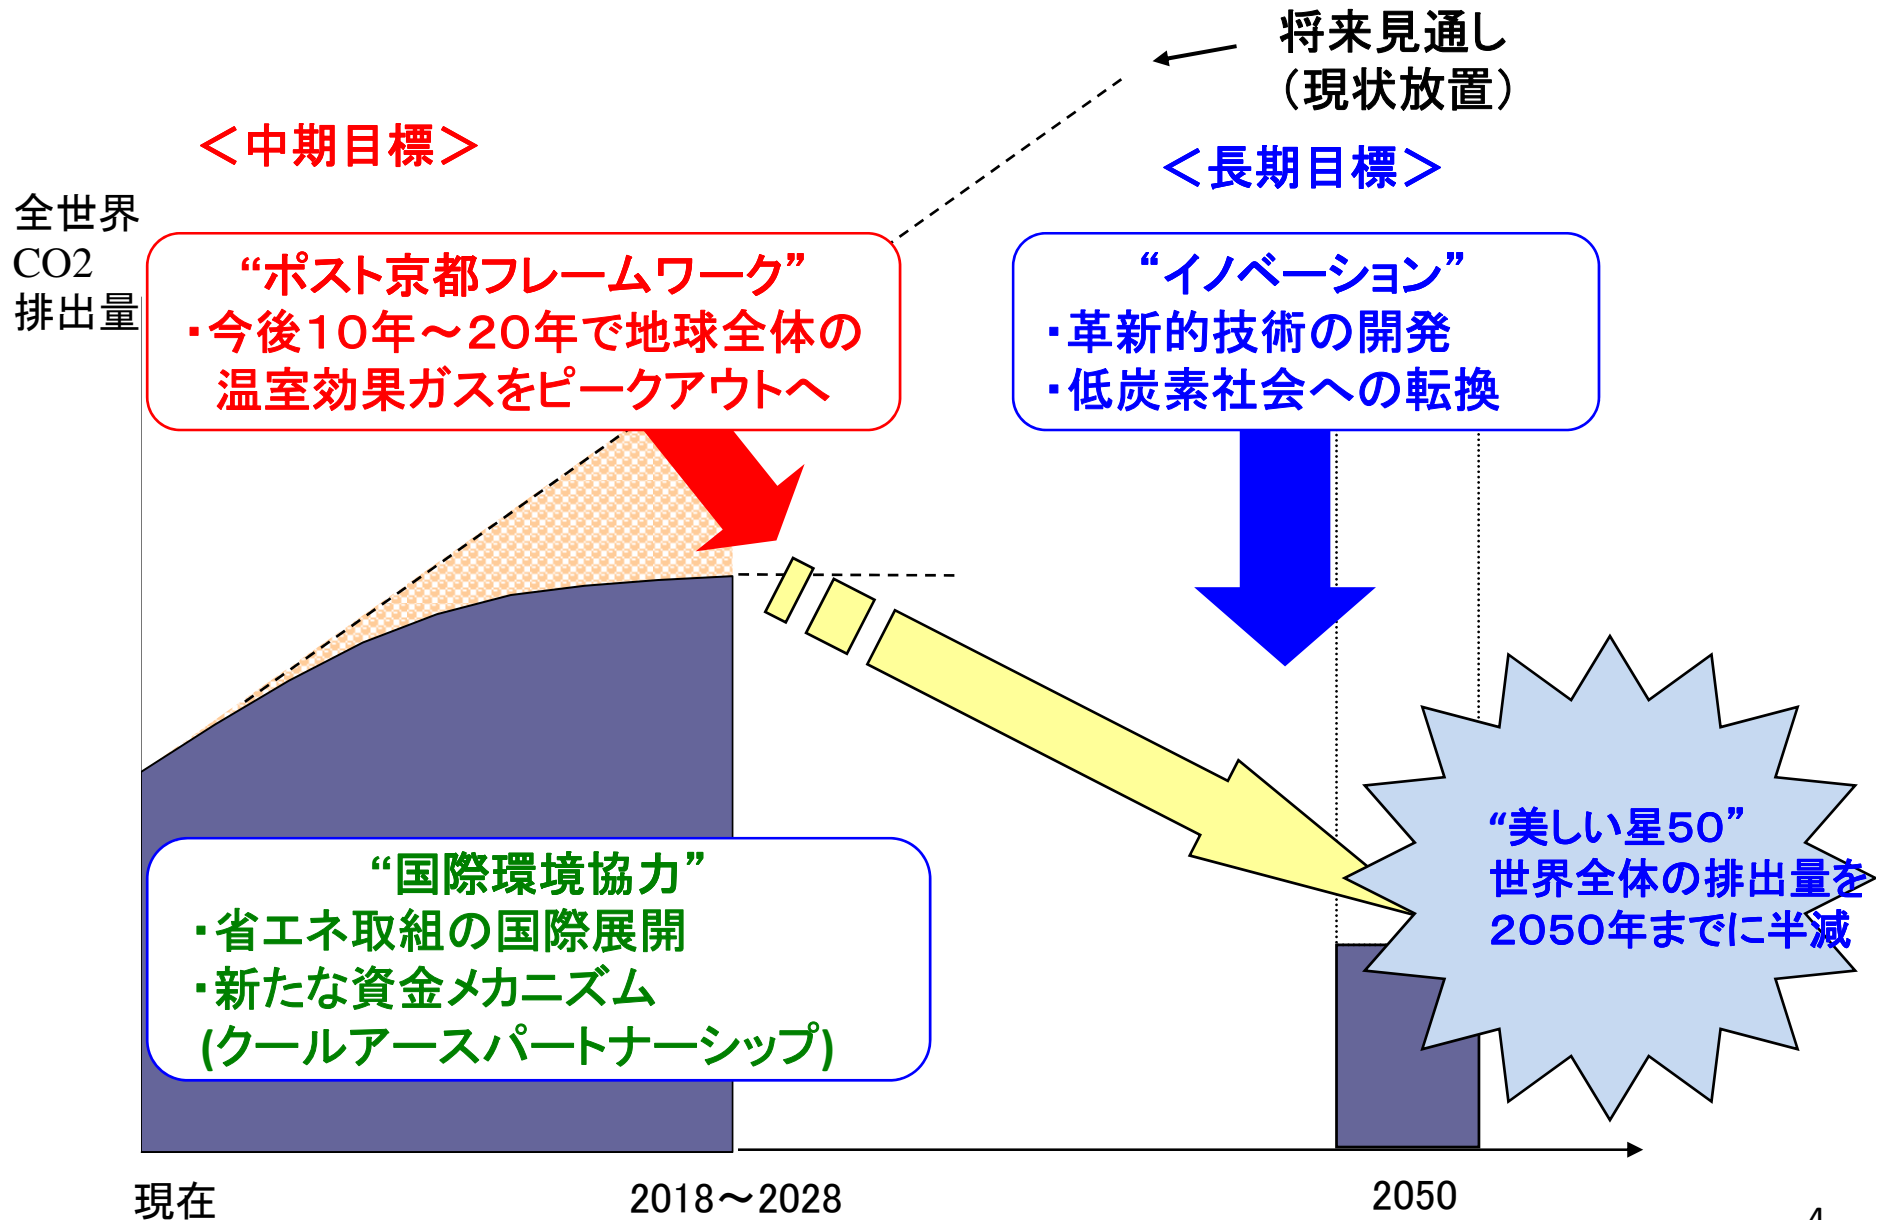 将来見通し
（現状放置）
＜中期目標＞
＜長期目標＞
全世界
CO2
排出量
“ポスト京都フレームワーク”
・今後１０年～２０年で地球全体の
温室効果ガスをピークアウトへ
“イノベーション”
・革新的技術の開発
・低炭素社会への転換
“美しい星５０”
世界全体の排出量を
２０５０年までに半減
“国際環境協力”
・省エネ取組の国際展開
・新たな資金メカニズム
(クールアースパートナーシップ)
現在
2018～2028
2050
4